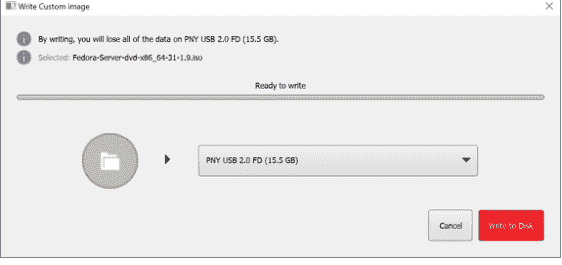 Write Custom image
By writing, you will lose all of the data on PNY USB 2.0 FD (15.5 GB).
Selected: Fedora-Server-dvd-x86_64-31-1.9.iso
Ready to write
PNY USB 2.0 FD (15.5 GB)
Cancel
Write to Disk